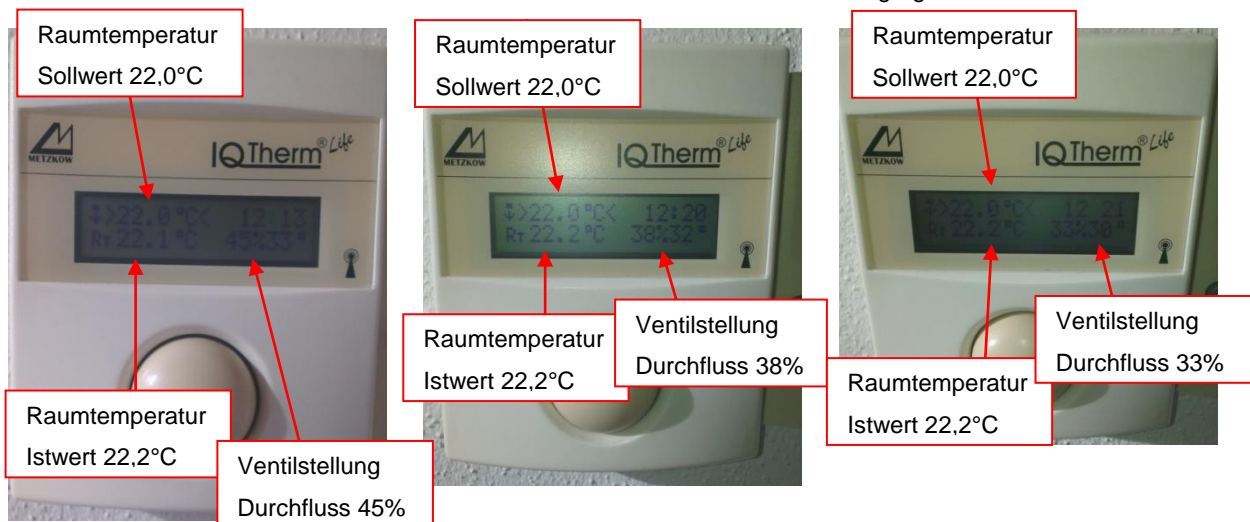 Raumtemperatur
Sollwert 22,0°C
METZKOW
IQTherm® Life
>22.0°C< 12:13
RT 22.1°C 45%33°
Raumtemperatur
Istwert 22,2°C
Ventilstellung
Durchfluss 45%
Raumtemperatur
Sollwert 22,0°C
METZKOW
IQTherm® Life
>22.0°C< 12:20
RT 22.2°C 38%32°
Raumtemperatur
Istwert 22,2°C
Ventilstellung
Durchfluss 38%
Raumtemperatur
Sollwert 22,0°C
METZKOW
IQTherm® Life
>22.0°C< 12 21
RT 22.2°C 33%30°
Raumtemperatur
Istwert 22,2°C
Ventilstellung
Durchfluss 33%